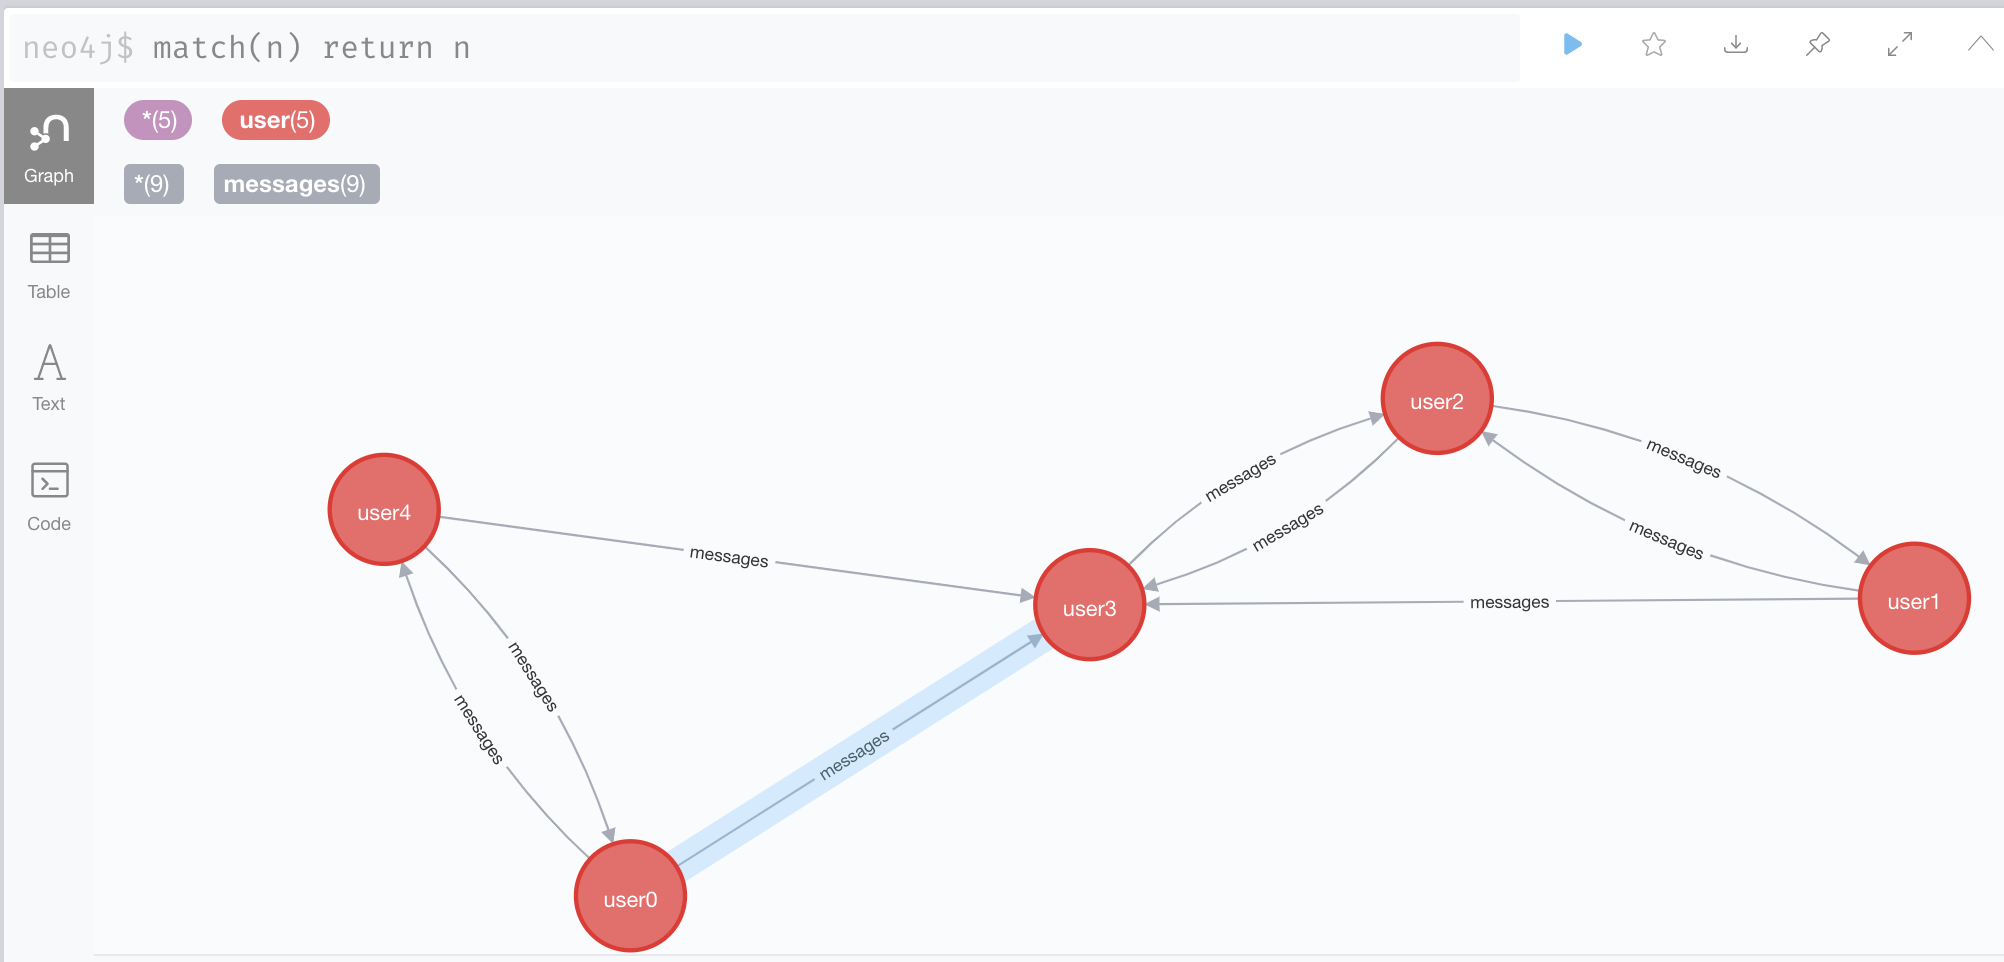 neo4j$ match(n) return n
*(5) user(5)
Graph
*(9) messages(9)
Table
Text
Code
user2
messages
messages
user4
messages
messages
messages
messages
user3
messages
user1
messages
messages
messages
user0